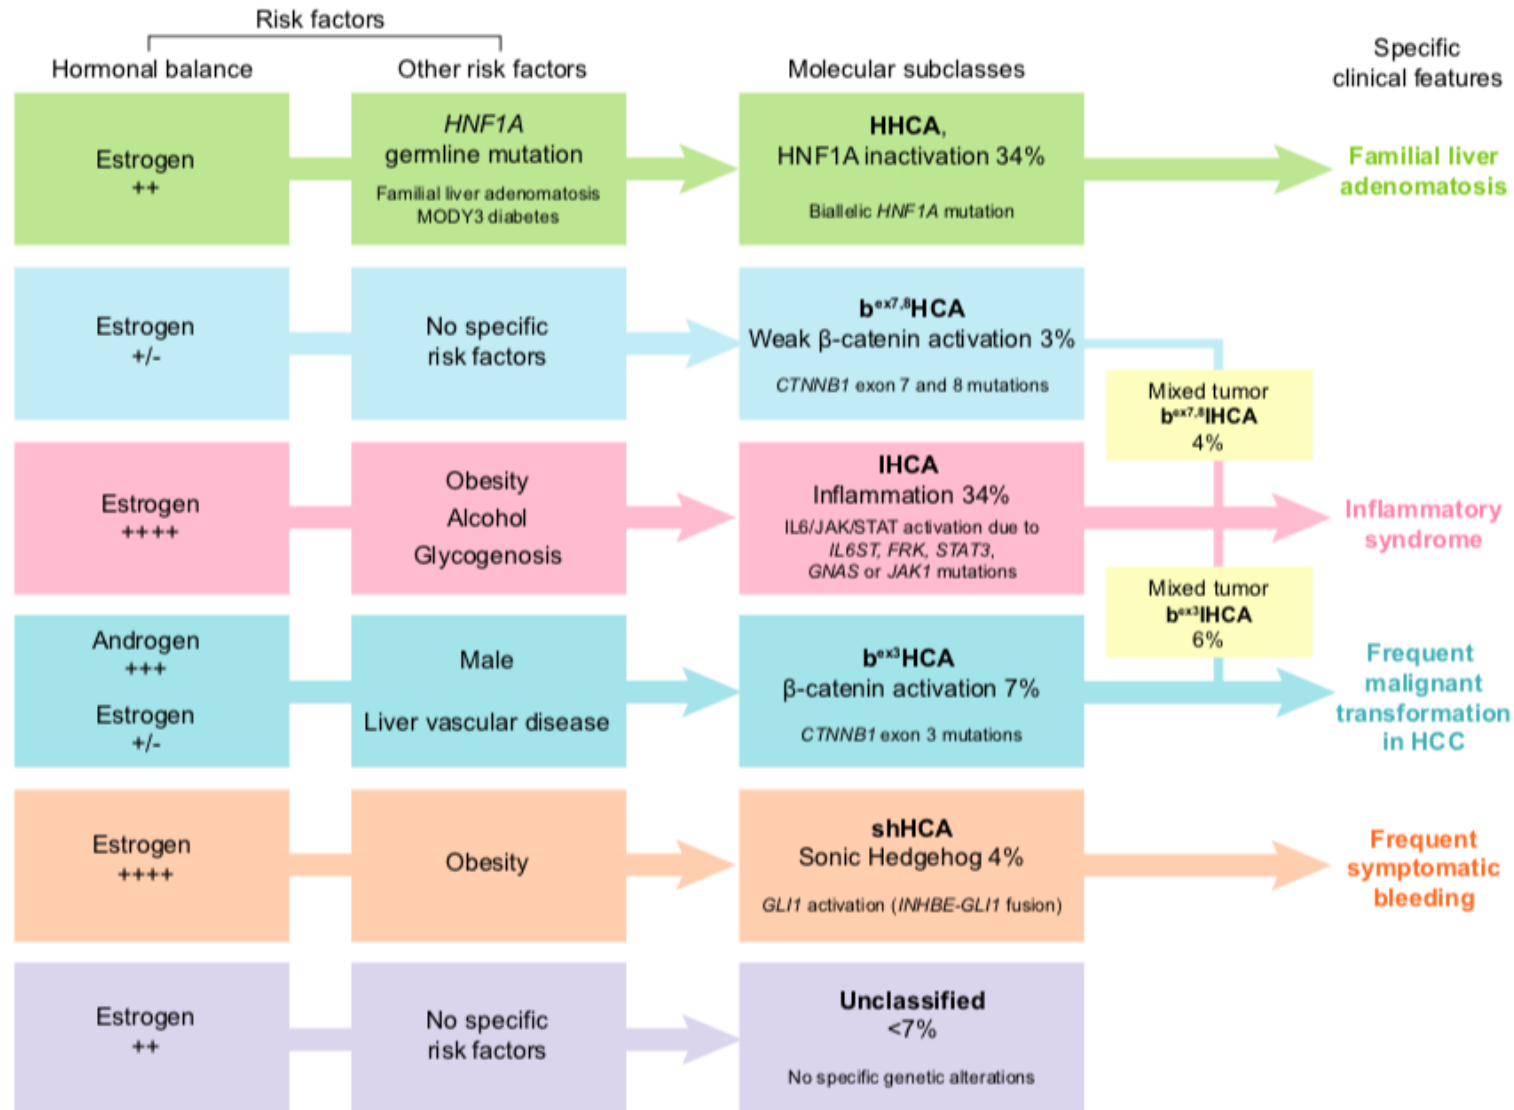 Risk factors
Hormonal balance
Other risk factors
Molecular subclasses
Specific
clinical features
Estrogen
++
HNF1A
germline mutation
Familial liver adenomatosis
MODY3 diabetes
HHCA,
HNF1A inactivation 34%
Biallelic HNF1A mutation
Familial liver
adenomatosis
Estrogen
+/-
No specific
risk factors
bex7,8HCA
Weak β-catenin activation 3%
CTNNB1 exon 7 and 8 mutations
Mixed tumor
bex7,8IHCA
4%
Estrogen
++++
Obesity
Alcohol
Glycogenosis
IHCA
Inflammation 34%
IL6/JAK/STAT activation due to
IL6ST, FRK, STAT3,
GNAS or JAK1 mutations
Inflammatory
syndrome
Mixed tumor
bex3IHCA
6%
Androgen
+++
Estrogen
+/-
Male
Liver vascular disease
bex3HCA
β-catenin activation 7%
CTNNB1 exon 3 mutations
Frequent
malignant
transformation
in HCC
Estrogen
++++
Obesity
shHCA
Sonic Hedgehog 4%
GLI1 activation (INHBE-GLI1 fusion)
Frequent
symptomatic
bleeding
Estrogen
++
No specific
risk factors
Unclassified
<7%
No specific genetic alterations